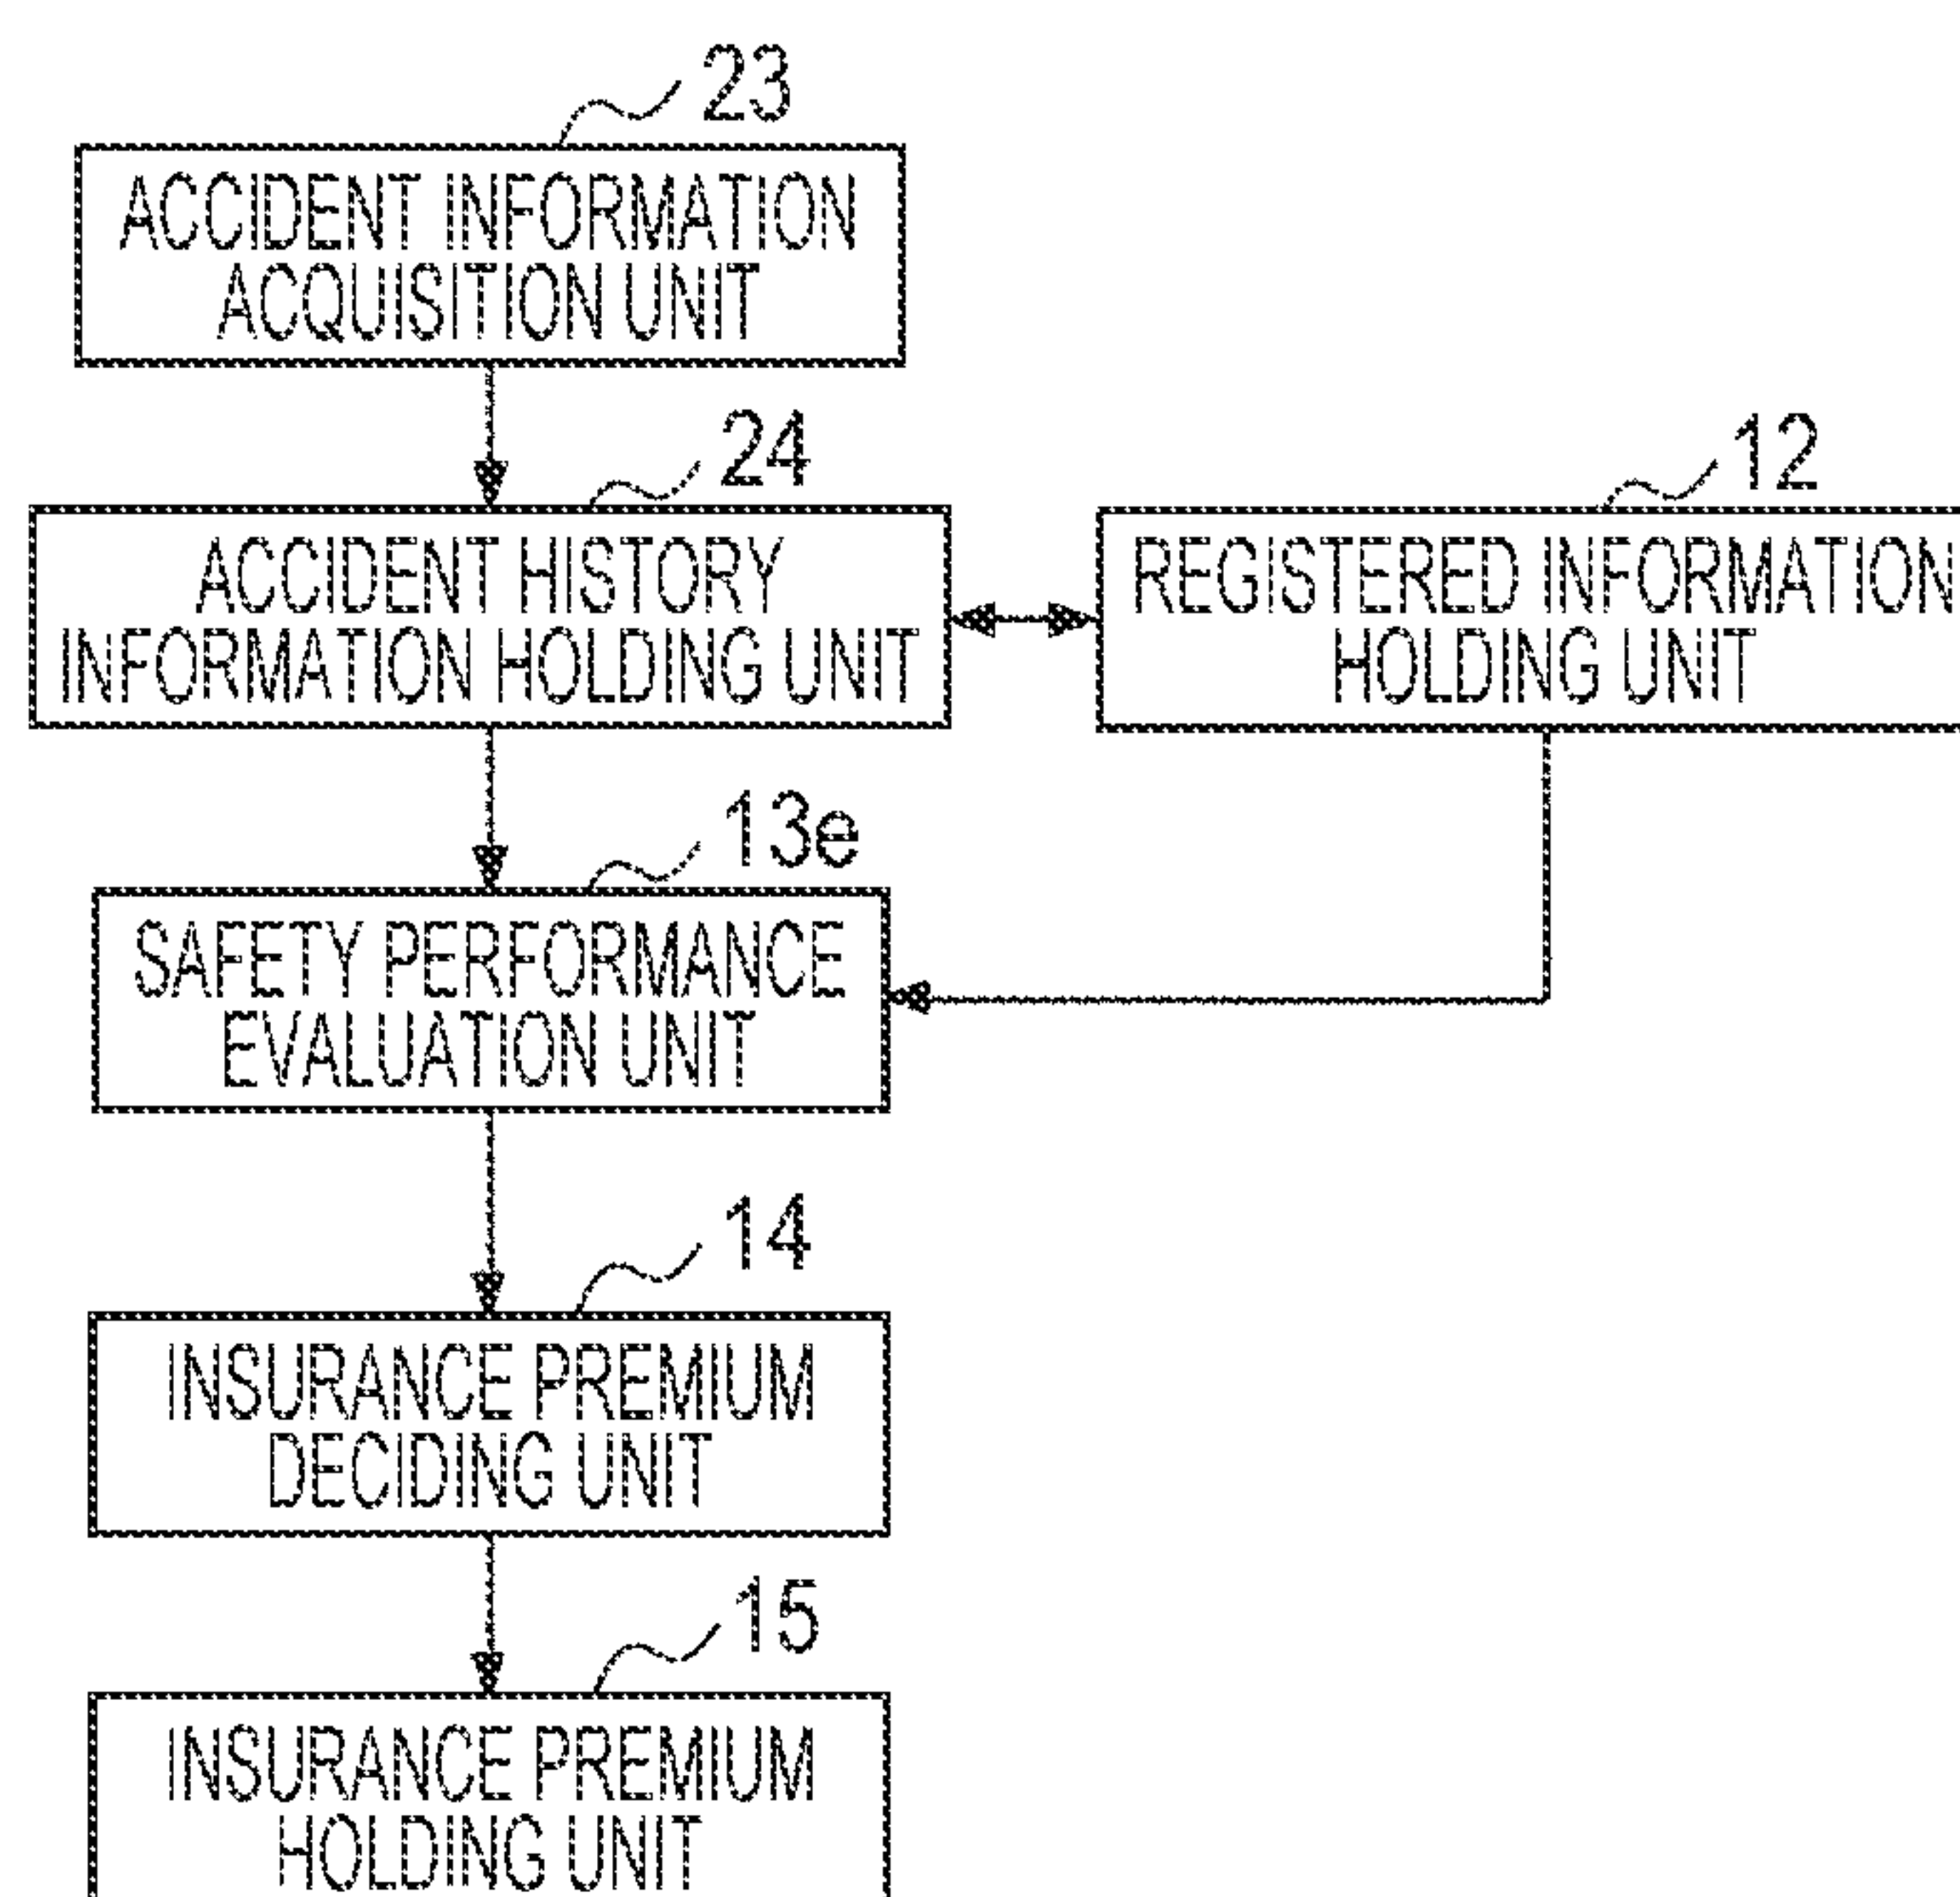 23
ACCIDENT INFORMATION
ACQUISITION UNIT
24
ACCIDENT HISTORY
INFORMATION HOLDING UNIT
12
REGISTERED INFORMATION
HOLDING UNIT
13e
SAFETY PERFORMANCE
EVALUATION UNIT
14
INSURANCE PREMIUM
DECIDING UNIT
15
INSURANCE PREMIUM
HOLDING UNIT